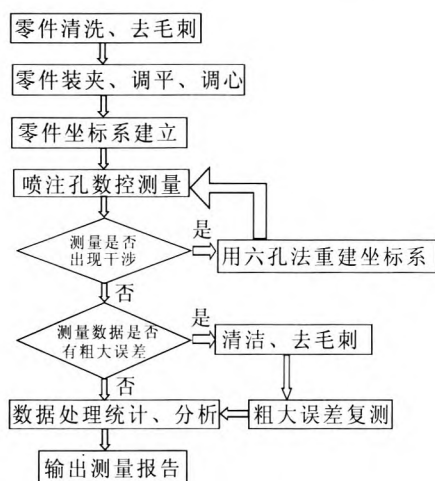 零件清洗、去毛刺
零件装夹、调平、调心
零件坐标系建立
喷注孔数控测量
测量是否
出现干涉
是
用六孔法重建坐标系
否
测量数据是否
有粗大误差
是
清洁、去毛刺
否
数据处理统计、分析
粗大误差复测
输出测量报告